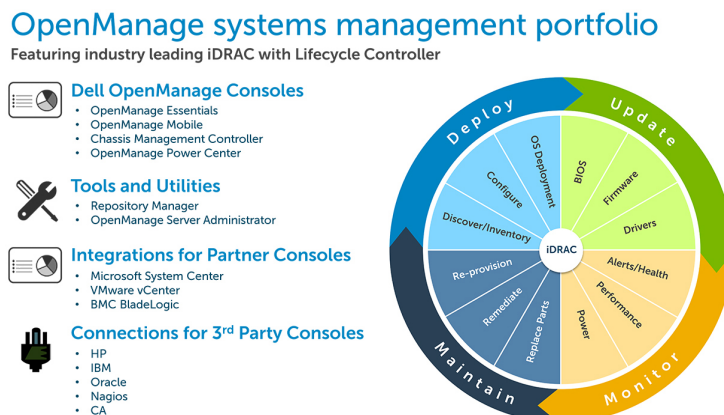 OpenManage systems management portfolio
Featuring industry leading iDRAC with Lifecycle Controller
Dell OpenManage Consoles
• OpenManage Essentials
• OpenManage Mobile
• Chassis Management Controller
• OpenManage Power Center
Tools and Utilities
• Repository Manager
• OpenManage Server Administrator
Integrations for Partner Consoles
• Microsoft System Center
• VMware vCenter
• BMC BladeLogic
Connections for 3rd Party Consoles
• HP
• IBM
• Oracle
• Nagios
• CA
Deploy
Discover/Inventory
Configure
OS Deployment
Update
BIOS
Firmware
Drivers
iDRAC
Monitor
Alerts/Health
Performance
Power
Maintain
Replace Parts
Remediate
Re-provision